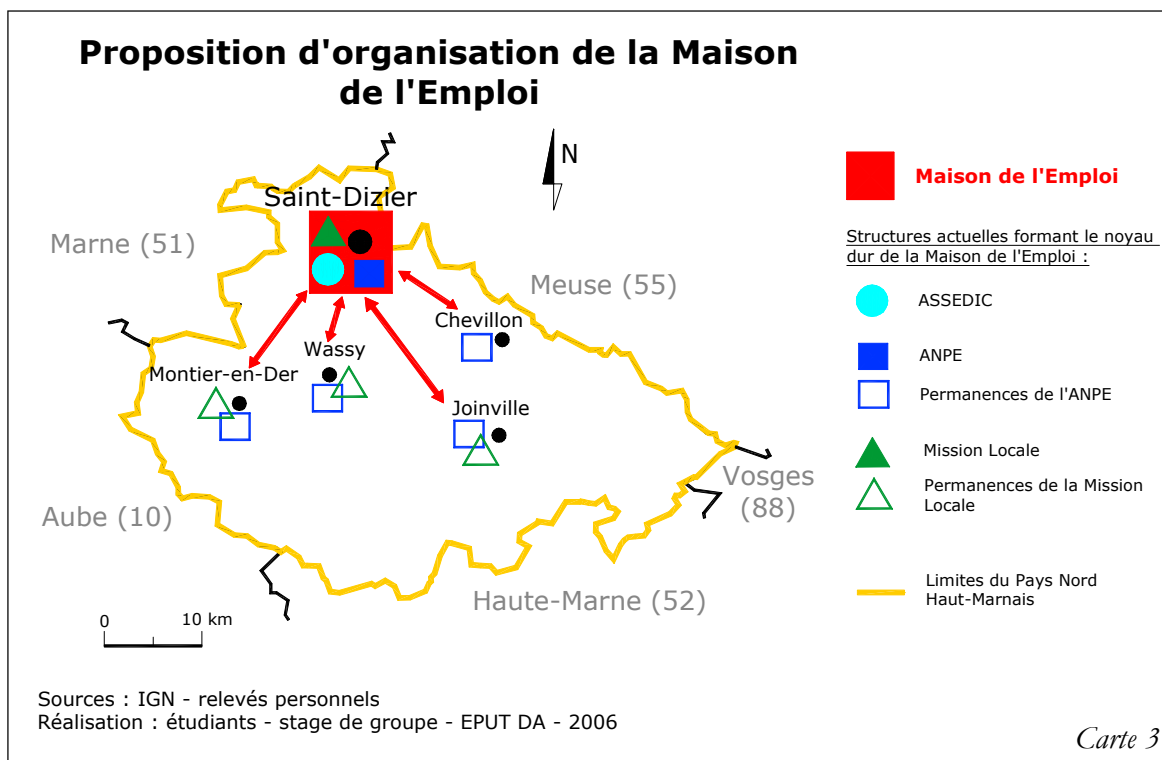 Proposition d'organisation de la Maison
de l'Emploi
N
Saint-Dizier
Marne (51)
Meuse (55)
Chevillon
Wassy
Montier-en-Der
Joinville
Vosges
(88)
Aube (10)
Haute-Marne (52)
0 10 km
Maison de l'Emploi
Structures actuelles formant le noyau
dur de la Maison de l'Emploi :
ASSEDIC
ANPE
Permanences de l'ANPE
Mission Locale
Permanences de la Mission
Locale
Limites du Pays Nord
Haut-Marnais
Sources : IGN - relevés personnels
Réalisation : étudiants - stage de groupe - EPUT DA - 2006
Carte 3